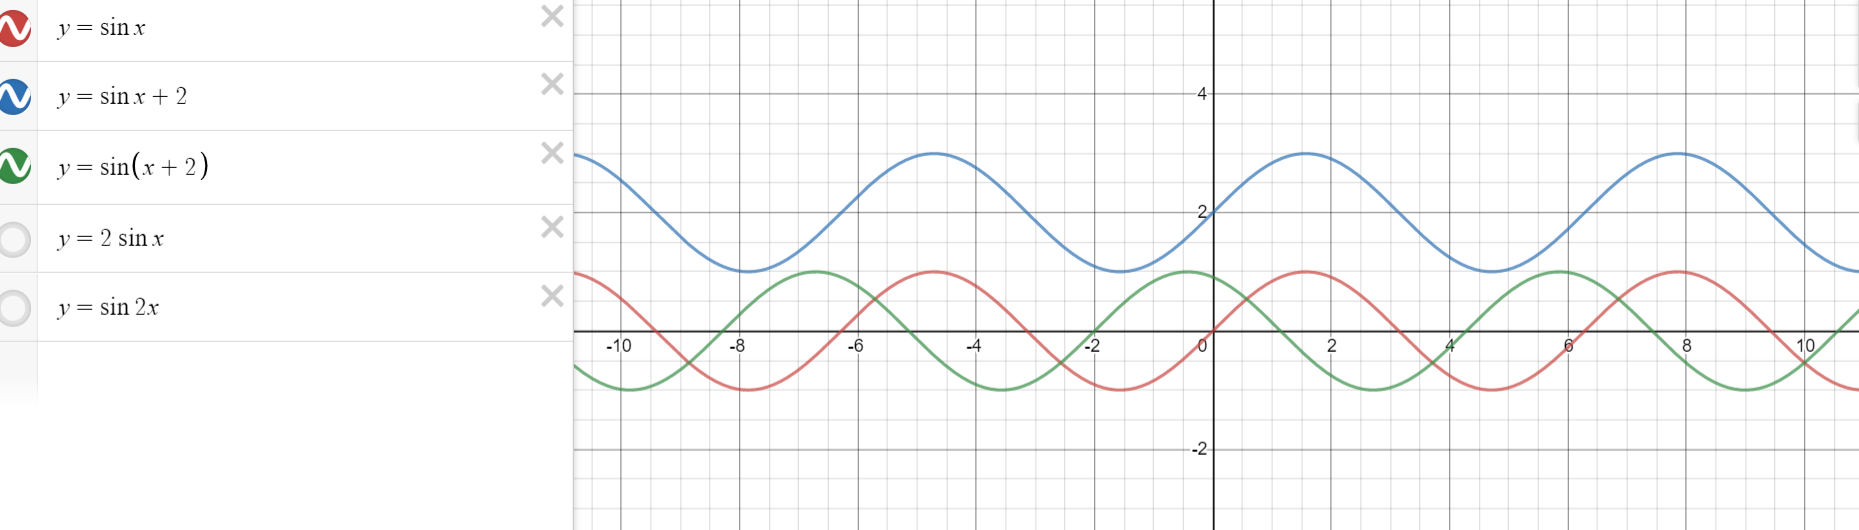 y = sin x
y = sin x + 2
y = sin(x + 2)
y = 2 sin x
y = sin 2x
4
2
-10 -8 -6 -4 -2 0 2 4 6 8 10
-2